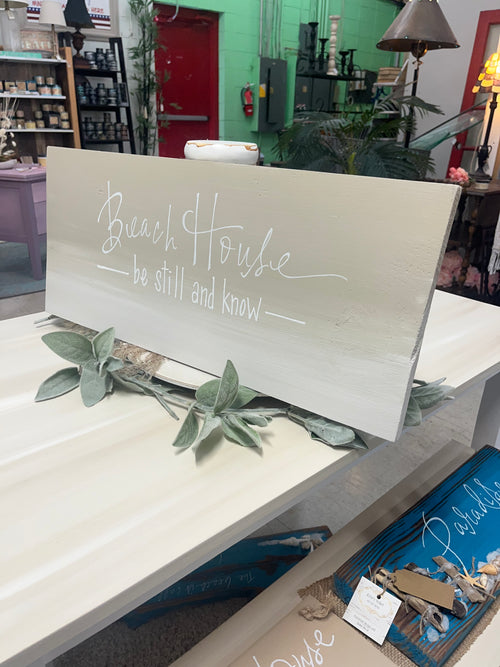 Beach House
— be still and know —
Paradise
House